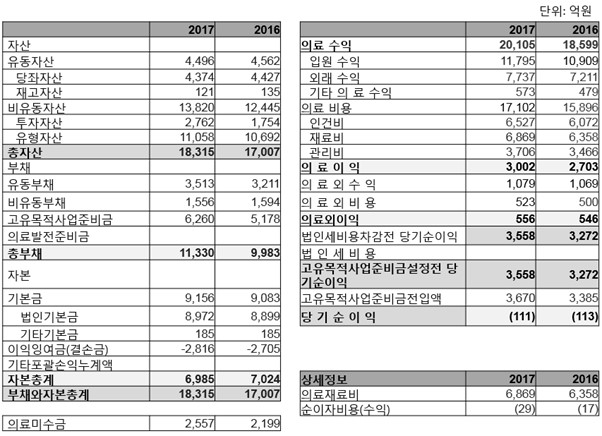 단위: 억원
2017 2016
자산
유동자산 4,496 4,562
당좌자산 4,374 4,427
재고자산 121 135
비유동자산 13,820 12,445
투자자산 2,762 1,754
유형자산 11,058 10,692
총자산 18,315 17,007
부채
유동부채 3,513 3,211
비유동부채 1,556 1,594
고유목적사업준비금 6,260 5,178
의료발전준비금
총부채 11,330 9,983
자본
기본금 9,156 9,083
법인기본금 8,972 8,899
기타기본금 185 185
이익잉여금(결손금) -2,816 -2,705
기타포괄손익누계액
자본총계 6,985 7,024
부채와자본총계 18,315 17,007
의료미수금 2,557 2,199
2017 2016
의료 수익 20,105 18,599
입원 수익 11,795 10,909
외래 수익 7,737 7,211
기타 의 료 수익 573 479
의료 비용 17,102 15,896
인건비 6,527 6,072
재료비 6,869 6,358
관리비 3,706 3,466
의 료 이 익 3,002 2,703
의 료 외 수 익 1,079 1,069
의 료 외 비 용 523 500
의료외이익 556 546
법인세비용차감전 당기순이익 3,558 3,272
법 인 세 비 용
고유목적사업준비금설정전 당
기순이익 3,558 3,272
고유목적사업준비금전입액 3,670 3,385
당 기 순 이 익 (111) (113)
상세정보 2017 2016
의료재료비 6,869 6,358
순이자비용(수익) (29) (17)